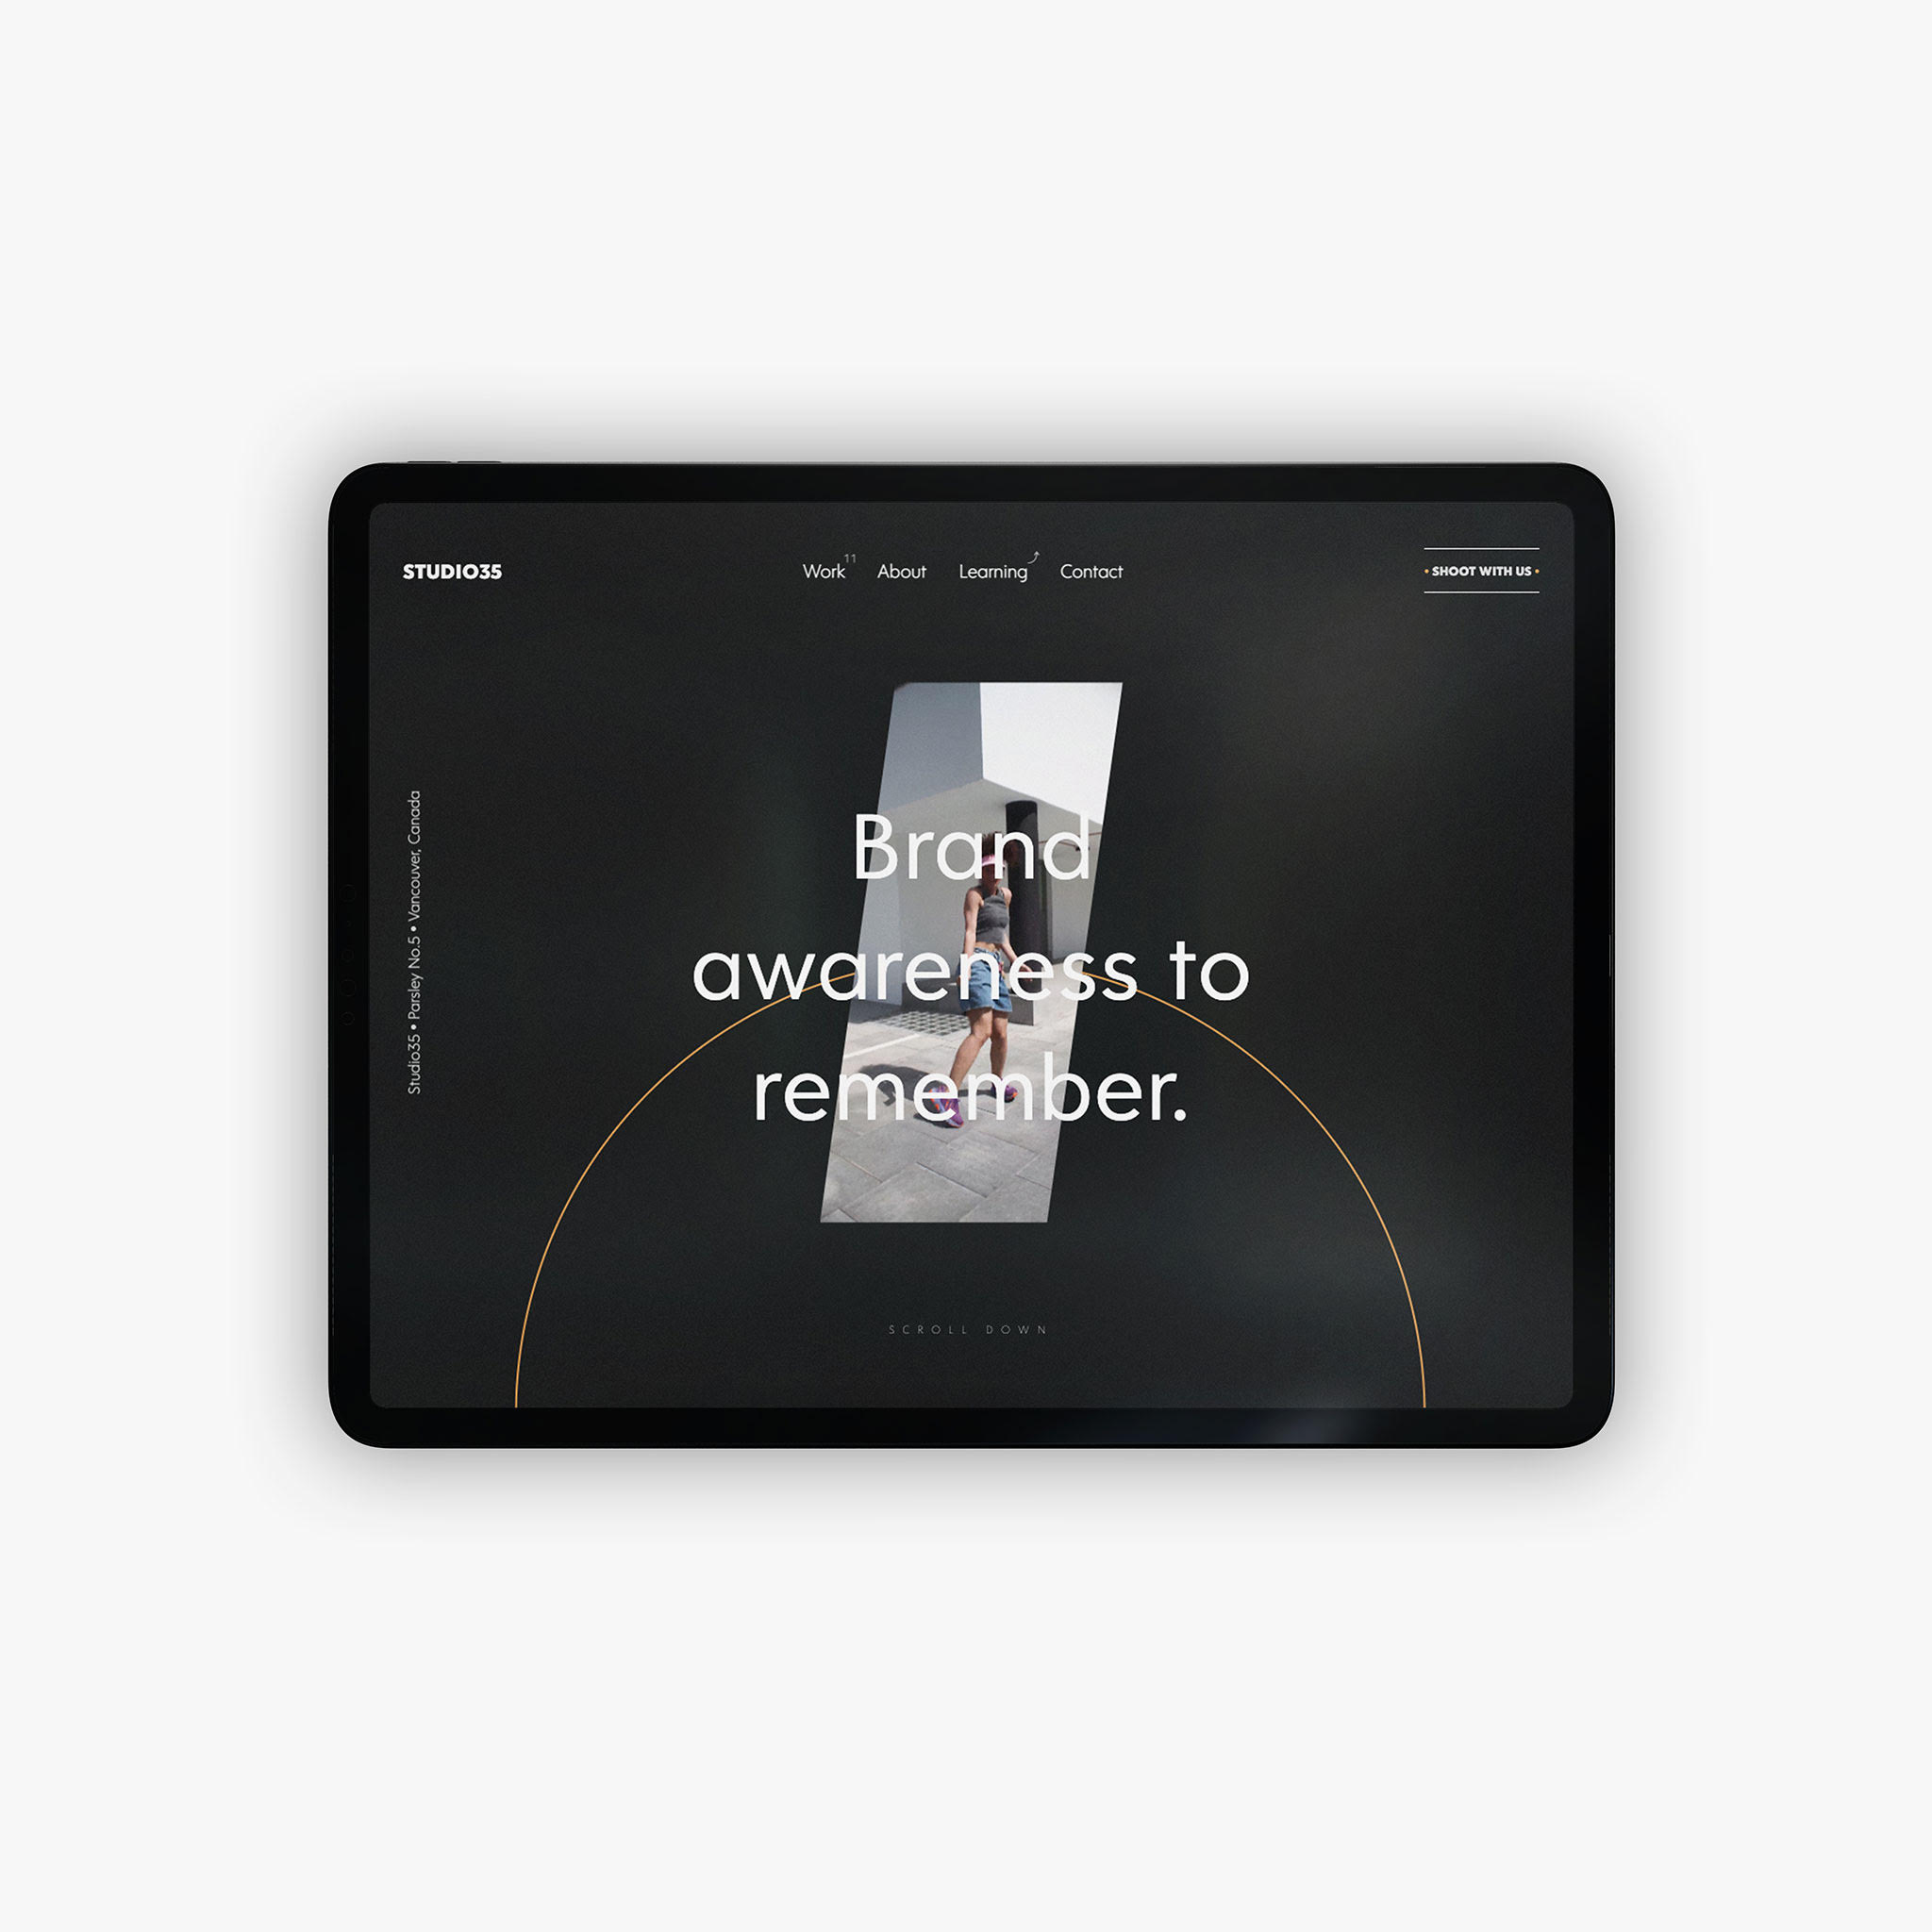 STUDIO35
Work 11
About
Learning
Contact
• SHOOT WITH US •
Studio35 • Parsley No.5 • Vancouver, Canada
Brand
awareness to
remember.
SCROLL DOWN